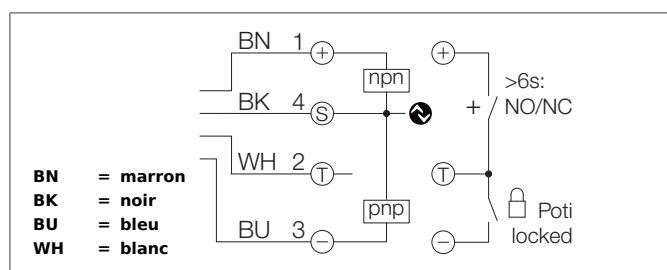 BN 1 + npn +
>6s:
+ NO/NC
BK 4 S
WH 2 T T
BN = marron
BK = noir
BU = bleu
WH = blanc
pnp
Poti
locked
BU 3 − −